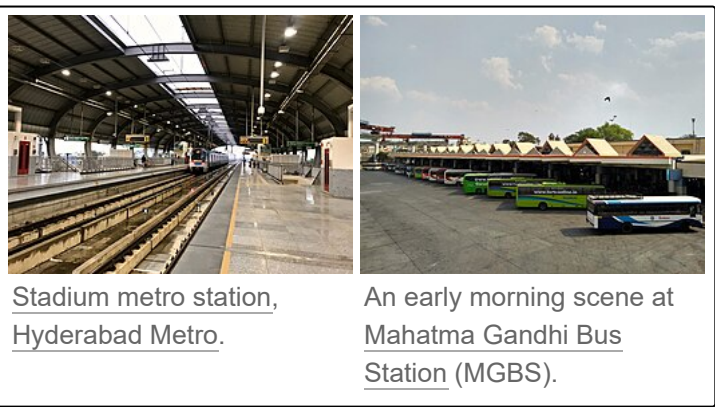 Stadium metro station,
Hyderabad Metro.
An early morning scene at
Mahatma Gandhi Bus
Station (MGBS).